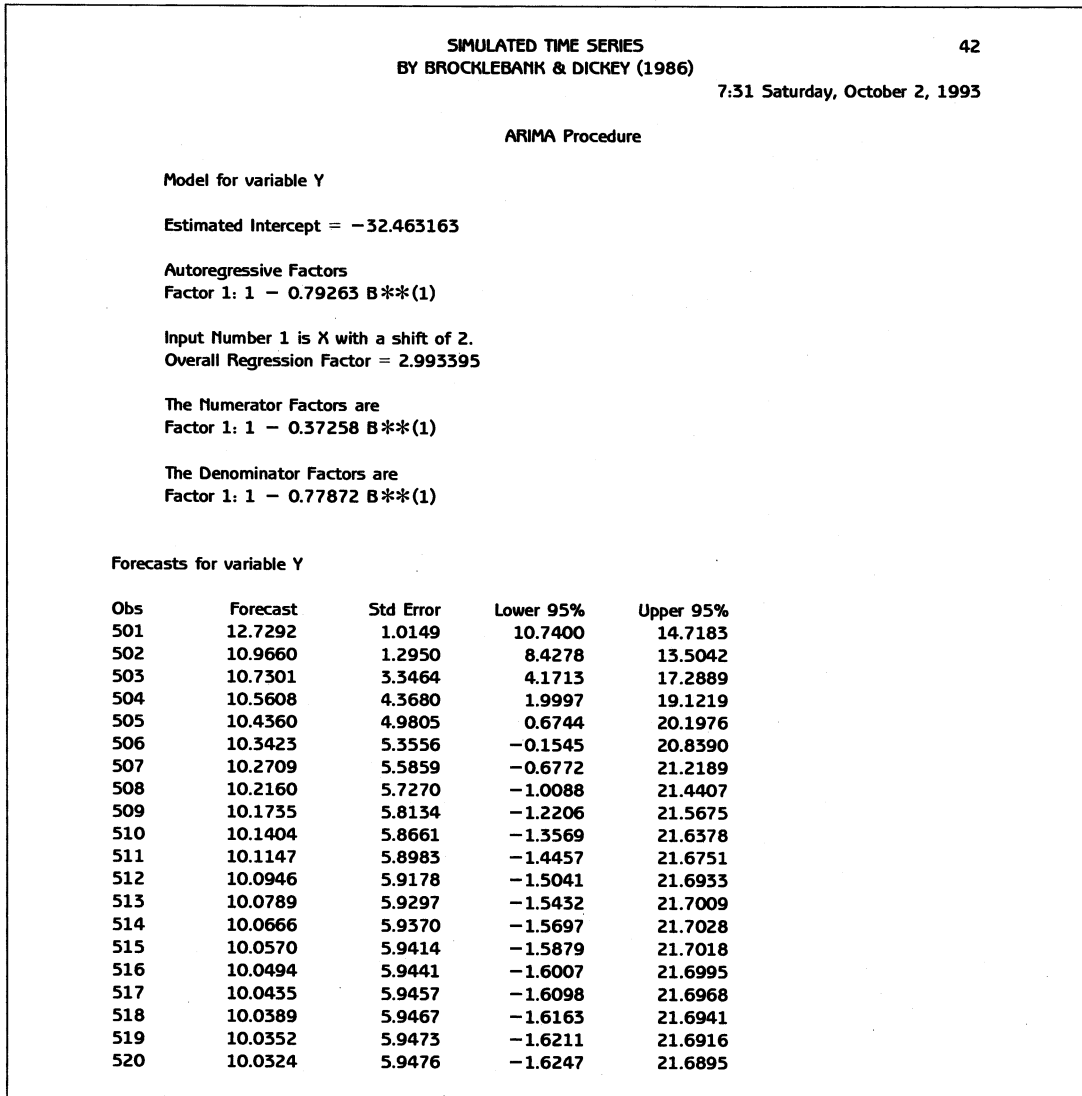 SIMULATED TIME SERIES 42
BY BROCKLEBANK & DICKEY (1986)
7:31 Saturday, October 2, 1993
ARIMA Procedure
Model for variable Y
Estimated Intercept = −32.463163
Autoregressive Factors
Factor 1: 1 − 0.79263 B**(1)
Input Number 1 is X with a shift of 2.
Overall Regression Factor = 2.993395
The Numerator Factors are
Factor 1: 1 − 0.37258 B**(1)
The Denominator Factors are
Factor 1: 1 − 0.77872 B**(1)
Forecasts for variable Y
Obs Forecast Std Error Lower 95% Upper 95%
501 12.7292 1.0149 10.7400 14.7183
502 10.9660 1.2950 8.4278 13.5042
503 10.7301 3.3464 4.1713 17.2889
504 10.5608 4.3680 1.9997 19.1219
505 10.4360 4.9805 0.6744 20.1976
506 10.3423 5.3556 −0.1545 20.8390
507 10.2709 5.5859 −0.6772 21.2189
508 10.2160 5.7270 −1.0088 21.4407
509 10.1735 5.8134 −1.2206 21.5675
510 10.1404 5.8661 −1.3569 21.6378
511 10.1147 5.8983 −1.4457 21.6751
512 10.0946 5.9178 −1.5041 21.6933
513 10.0789 5.9297 −1.5432 21.7009
514 10.0666 5.9370 −1.5697 21.7028
515 10.0570 5.9414 −1.5879 21.7018
516 10.0494 5.9441 −1.6007 21.6995
517 10.0435 5.9457 −1.6098 21.6968
518 10.0389 5.9467 −1.6163 21.6941
519 10.0352 5.9473 −1.6211 21.6916
520 10.0324 5.9476 −1.6247 21.6895